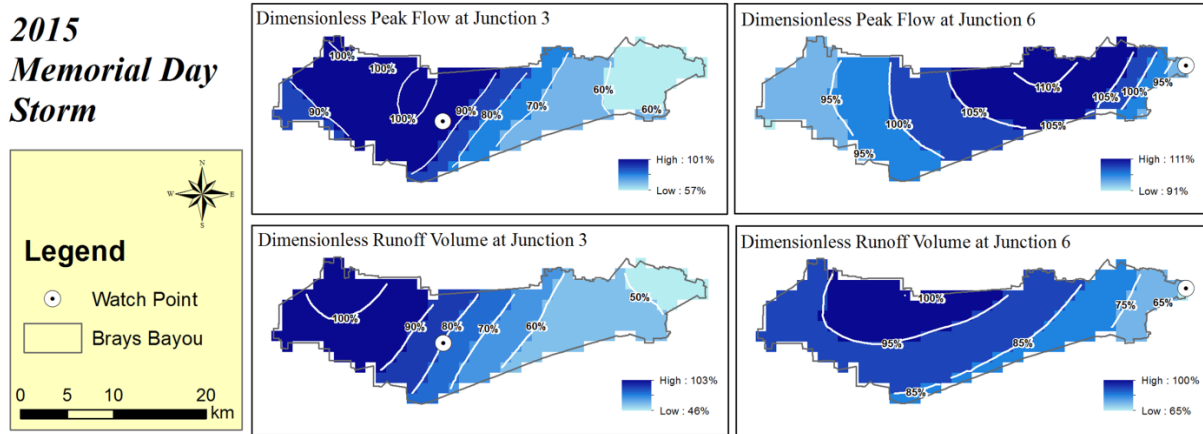 2015
Memorial Day
Storm
N
W
E
S
Legend
Watch Point
Brays Bayou
0 5 10 20
km
Dimensionless Peak Flow at Junction 3
100%
100%
90%
100%
90%
80%
70%
60%
60%
High : 101%
Low : 57%
Dimensionless Peak Flow at Junction 6
95%
95%
100%
105%
110%
105%
105%
100%
95%
High : 111%
Low : 91%
Dimensionless Runoff Volume at Junction 3
100%
90%
80%
70%
60%
50%
High : 103%
Low : 46%
Dimensionless Runoff Volume at Junction 6
100%
95%
85%
85%
75%
65%
High : 100%
Low : 65%